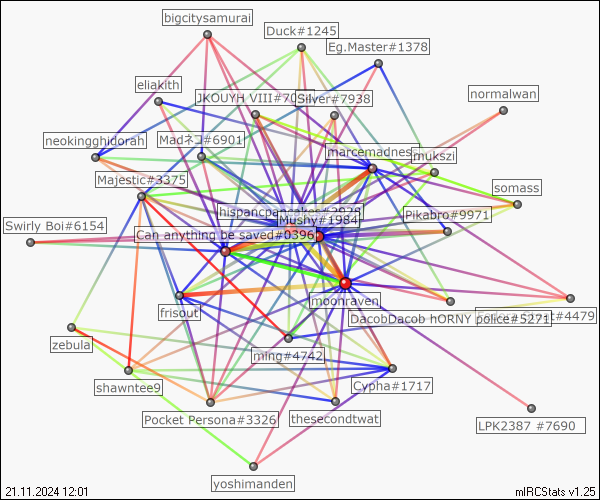 bigcitysamurai
Duck#1245
Eg.Master#1378
eliakith
JKOUYH VIII#70
Silver#7938
normalwan
neokingghidorah
Madネコ#6901
marcemadnes
mukszi
Majestic#3375
somass
hispancpancakes#2928
Mushy#1984
Pikabro#9971
Swirly Boi#6154
Can anything be saved#0396
moonraven
frisout
DacobDacob hORNY police#5271
#4479
zebula
ming#4742
shawntee9
Cypha#1717
Pocket Persona#3326
thesecondtwat
LPK2387 #7690
yoshimanden
21.11.2024 12:01
mIRCStats v1.25